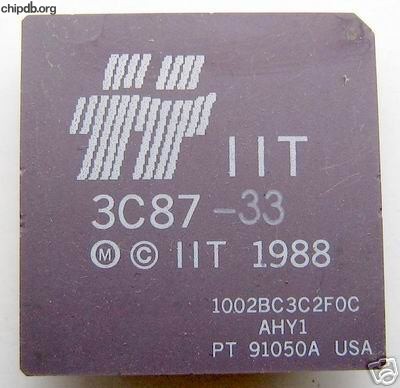 chipdb.org
IIT
3C87-33
Ⓜ © IIT 1988
1002BC3C2F0C
AHY1
PT 91050A USA